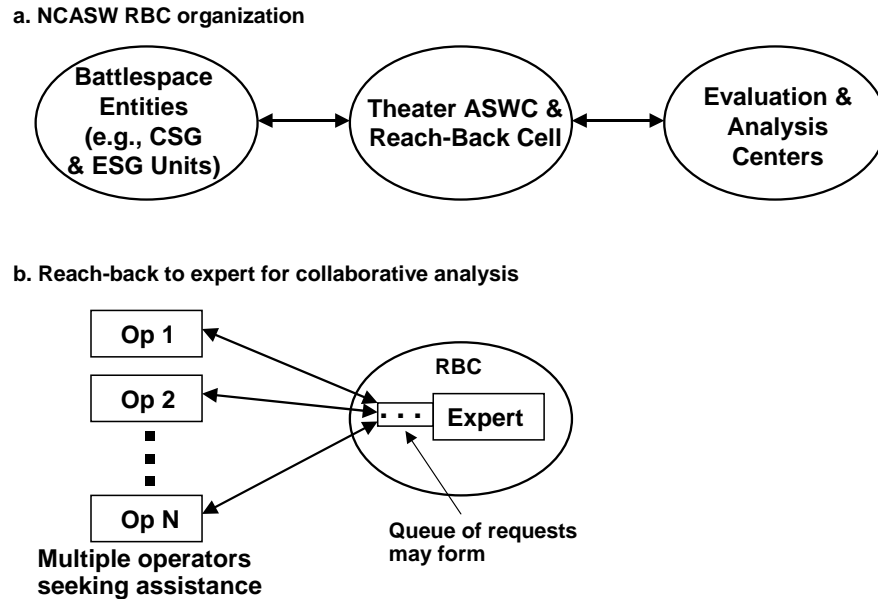 a. NCASW RBC organization
Battlespace
Entities
(e.g., CSG
& ESG Units)
Theater ASWC &
Reach-Back Cell
Evaluation &
Analysis
Centers
b. Reach-back to expert for collaborative analysis
Op 1
Op 2
Op N
Multiple operators
seeking assistance
RBC
. . .
Expert
Queue of requests
may form